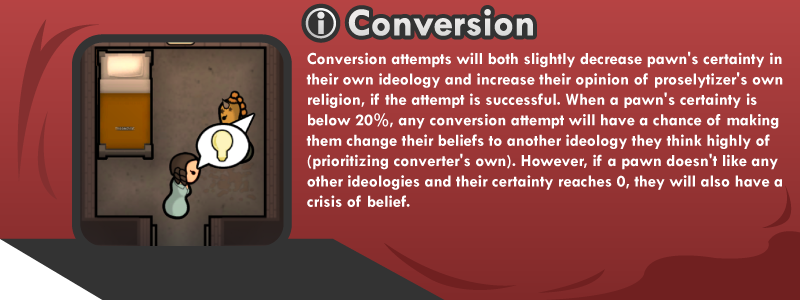 Conversion
Conversion attempts will both slightly decrease pawn's certainty in
their own ideology and increase their opinion of proselytizer's own
religion, if the attempt is successful. When a pawn's certainty is
below 20%, any conversion attempt will have a chance of making
them change their beliefs to another ideology they think highly of
(prioritizing converter's own). However, if a pawn doesn't like any
other ideologies and their certainty reaches 0, they will also have a
crisis of belief.